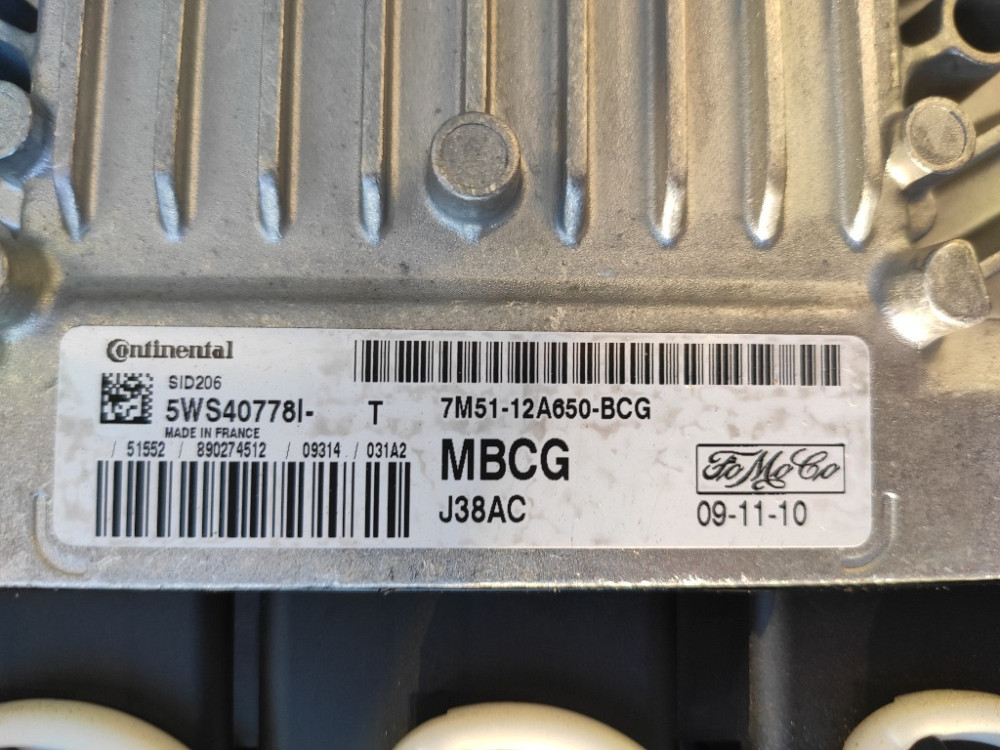 Continental
SID206
5WS40778I- T
MADE IN FRANCE
/ 51552 / 890274512 / 09314 / 031A2
7M51-12A650-BCG
MBCG
J38AC
FoMoCo
09-11-10